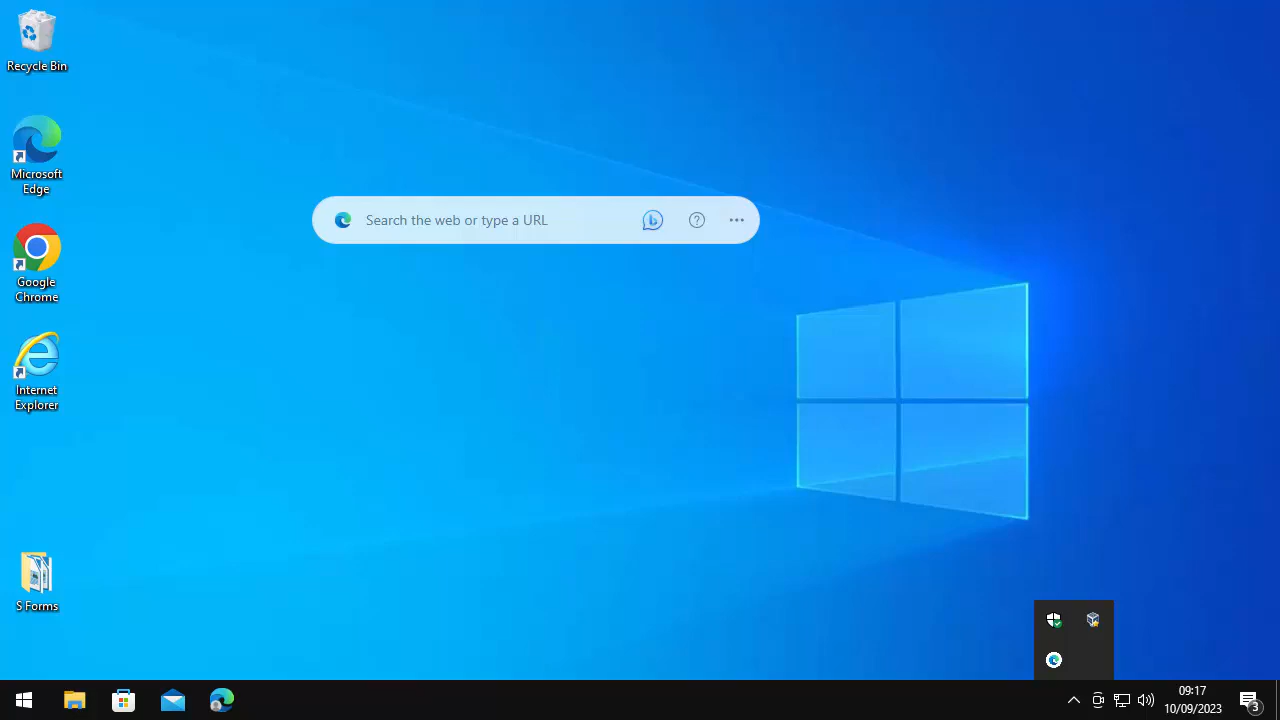 Recycle Bin
Microsoft
Edge
Search the web or type a URL
Google
Chrome
Internet
Explorer
S Forms
09:17
10/09/2023
3